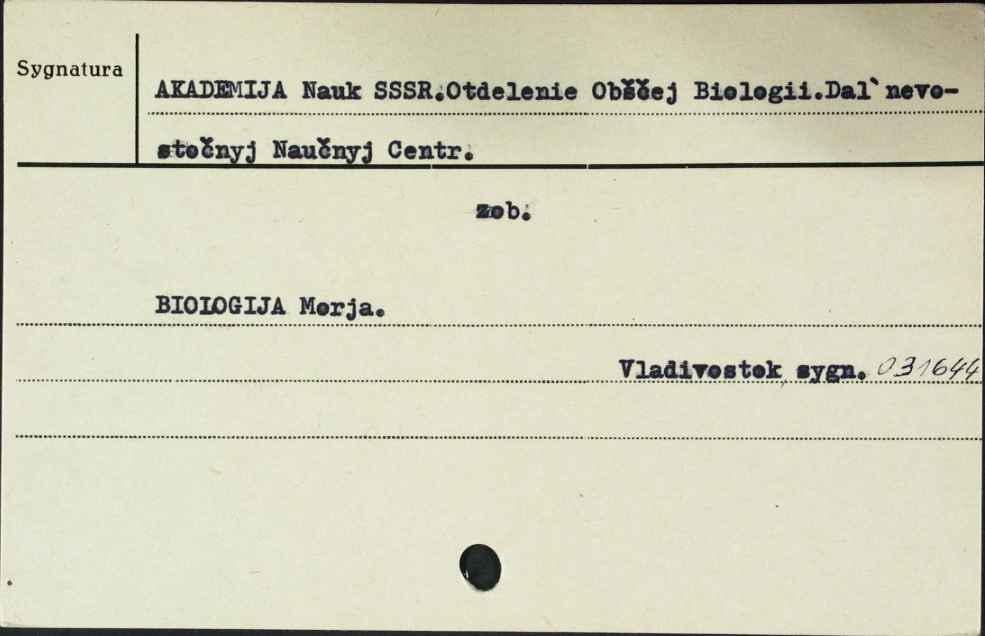 Sygnatura
AKADEMIJA Nauk SSSR.Otdelenie Obščej Biologii.Dal`nevo-
stočnyj Naučnyj Centr.
zob.
BIOLOGIJA Morja.
Vladivostok sygn. 031644